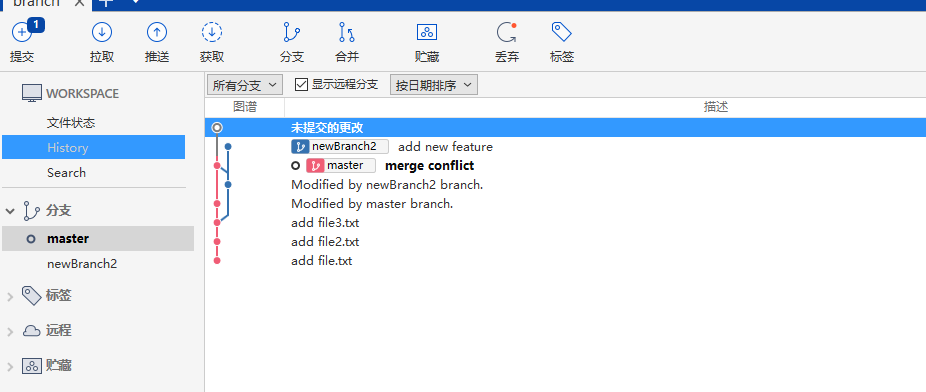 branch
1
提交
拉取
推送
获取
分支
合并
贮藏
丢弃
标签
WORKSPACE
文件状态
History
Search
分支
master
newBranch2
标签
远程
贮藏
所有分支
显示远程分支
按日期排序
图谱
描述
未提交的更改
newBranch2 add new feature
master merge conflict
Modified by newBranch2 branch.
Modified by master branch.
add file3.txt
add file2.txt
add file.txt